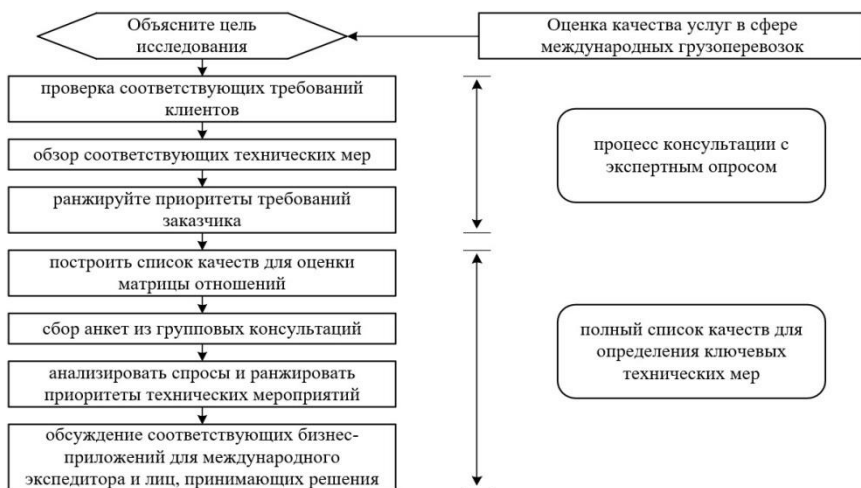 Объясните цель
исследования
Оценка качества услуг в сфере
международных грузоперевозок
проверка соответствующих требований
клиентов
обзор соответствующих технических мер
ранжируйте приоритеты требований
заказчика
процесс консультации с
экспертным опросом
построить список качеств для оценки
матрицы отношений
сбор анкет из групповых консультаций
анализировать спросы и ранжировать
приоритеты технических мероприятий
обсуждение соответствующих бизнес-
приложений для международного
экспедитора и лиц, принимающих решения
полный список качеств для
определения ключевых
технических мер